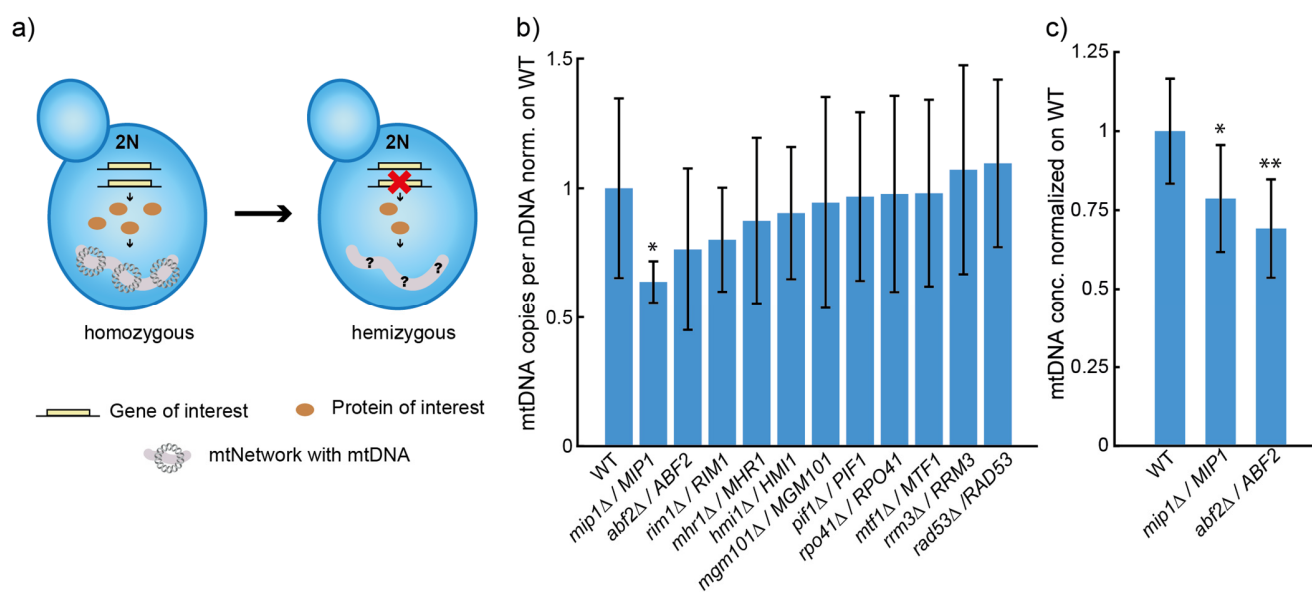 a)
2N
homozygous
2N
? ? ?
hemizygous
Gene of interest
Protein of interest
mtNetwork with mtDNA
b)
mtDNA copies per nDNA norm. on WT
1.5
1
0.5
0
*
WT
mip1Δ / MIP1
abf2Δ / ABF2
rim1Δ / RIM1
mhr1Δ / MHR1
hmi1Δ / HMI1
mgm101Δ / MGM101
pif1Δ / PIF1
rpo41Δ / RPO41
mtf1Δ / MTF1
rrm3Δ / RRM3
rad53Δ /RAD53
c)
mtDNA conc. normalized on WT
1.25
1
0.75
0.5
0.25
0
*
**
WT
mip1Δ / MIP1
abf2Δ / ABF2